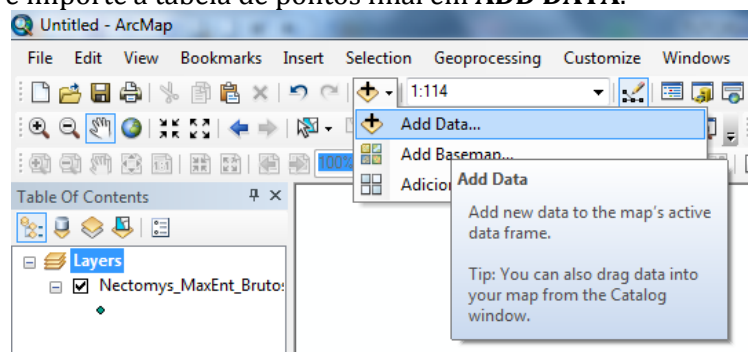 e importe a tabela de pontos final em ADD DATA.
Untitled - ArcMap
File Edit View Bookmarks Insert Selection Geoprocessing Customize Windows
1:114
Add Data...
100%
Add Basemap...
Table Of Contents
Add Data
Add new data to the map's active
data frame.
Tip: You can also drag data into
your map from the Catalog
window.
Layers
Nectomys_MaxEnt_Brutos